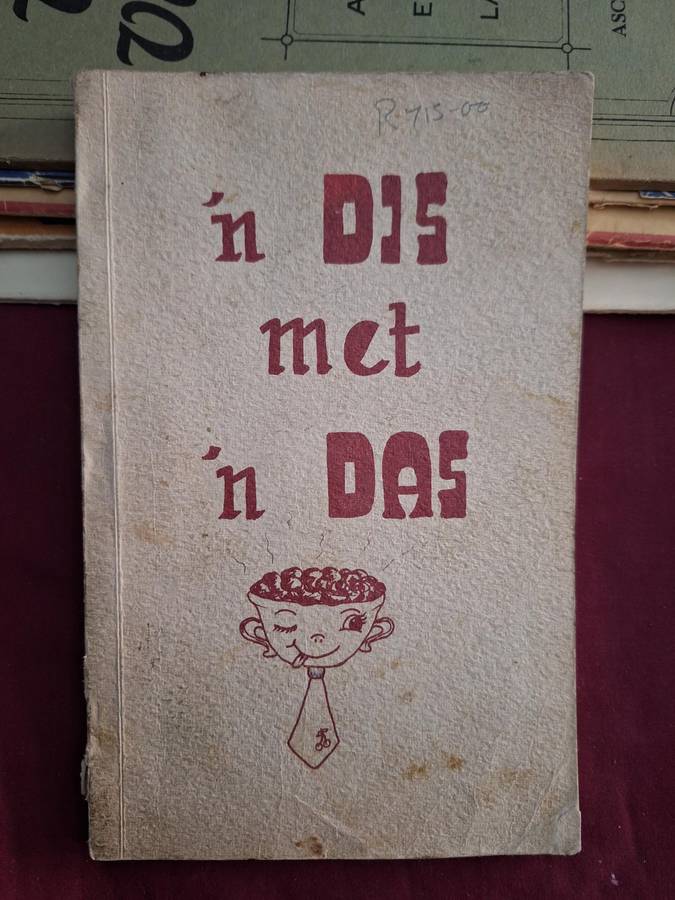 R 715-00
'n DIS
met
'n DAS